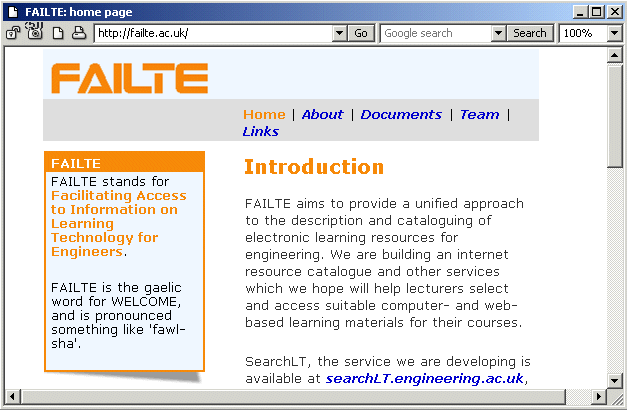 FAILTE: home page
http://failte.ac.uk/ Go Google search Search 100%
FAILTE
Home | About | Documents | Team |
Links
FAILTE
FAILTE stands for
Facilitating Access
to Information on
Learning
Technology for
Engineers.
FAILTE is the gaelic
word for WELCOME,
and is pronounced
something like 'fawl-
sha'.
Introduction
FAILTE aims to provide a unified approach
to the description and cataloguing of
electronic learning resources for
engineering. We are building an internet
resource catalogue and other services
which we hope will help lecturers select
and access suitable computer- and web-
based learning materials for their courses.
SearchLT, the service we are developing is
available at searchLT.engineering.ac.uk,